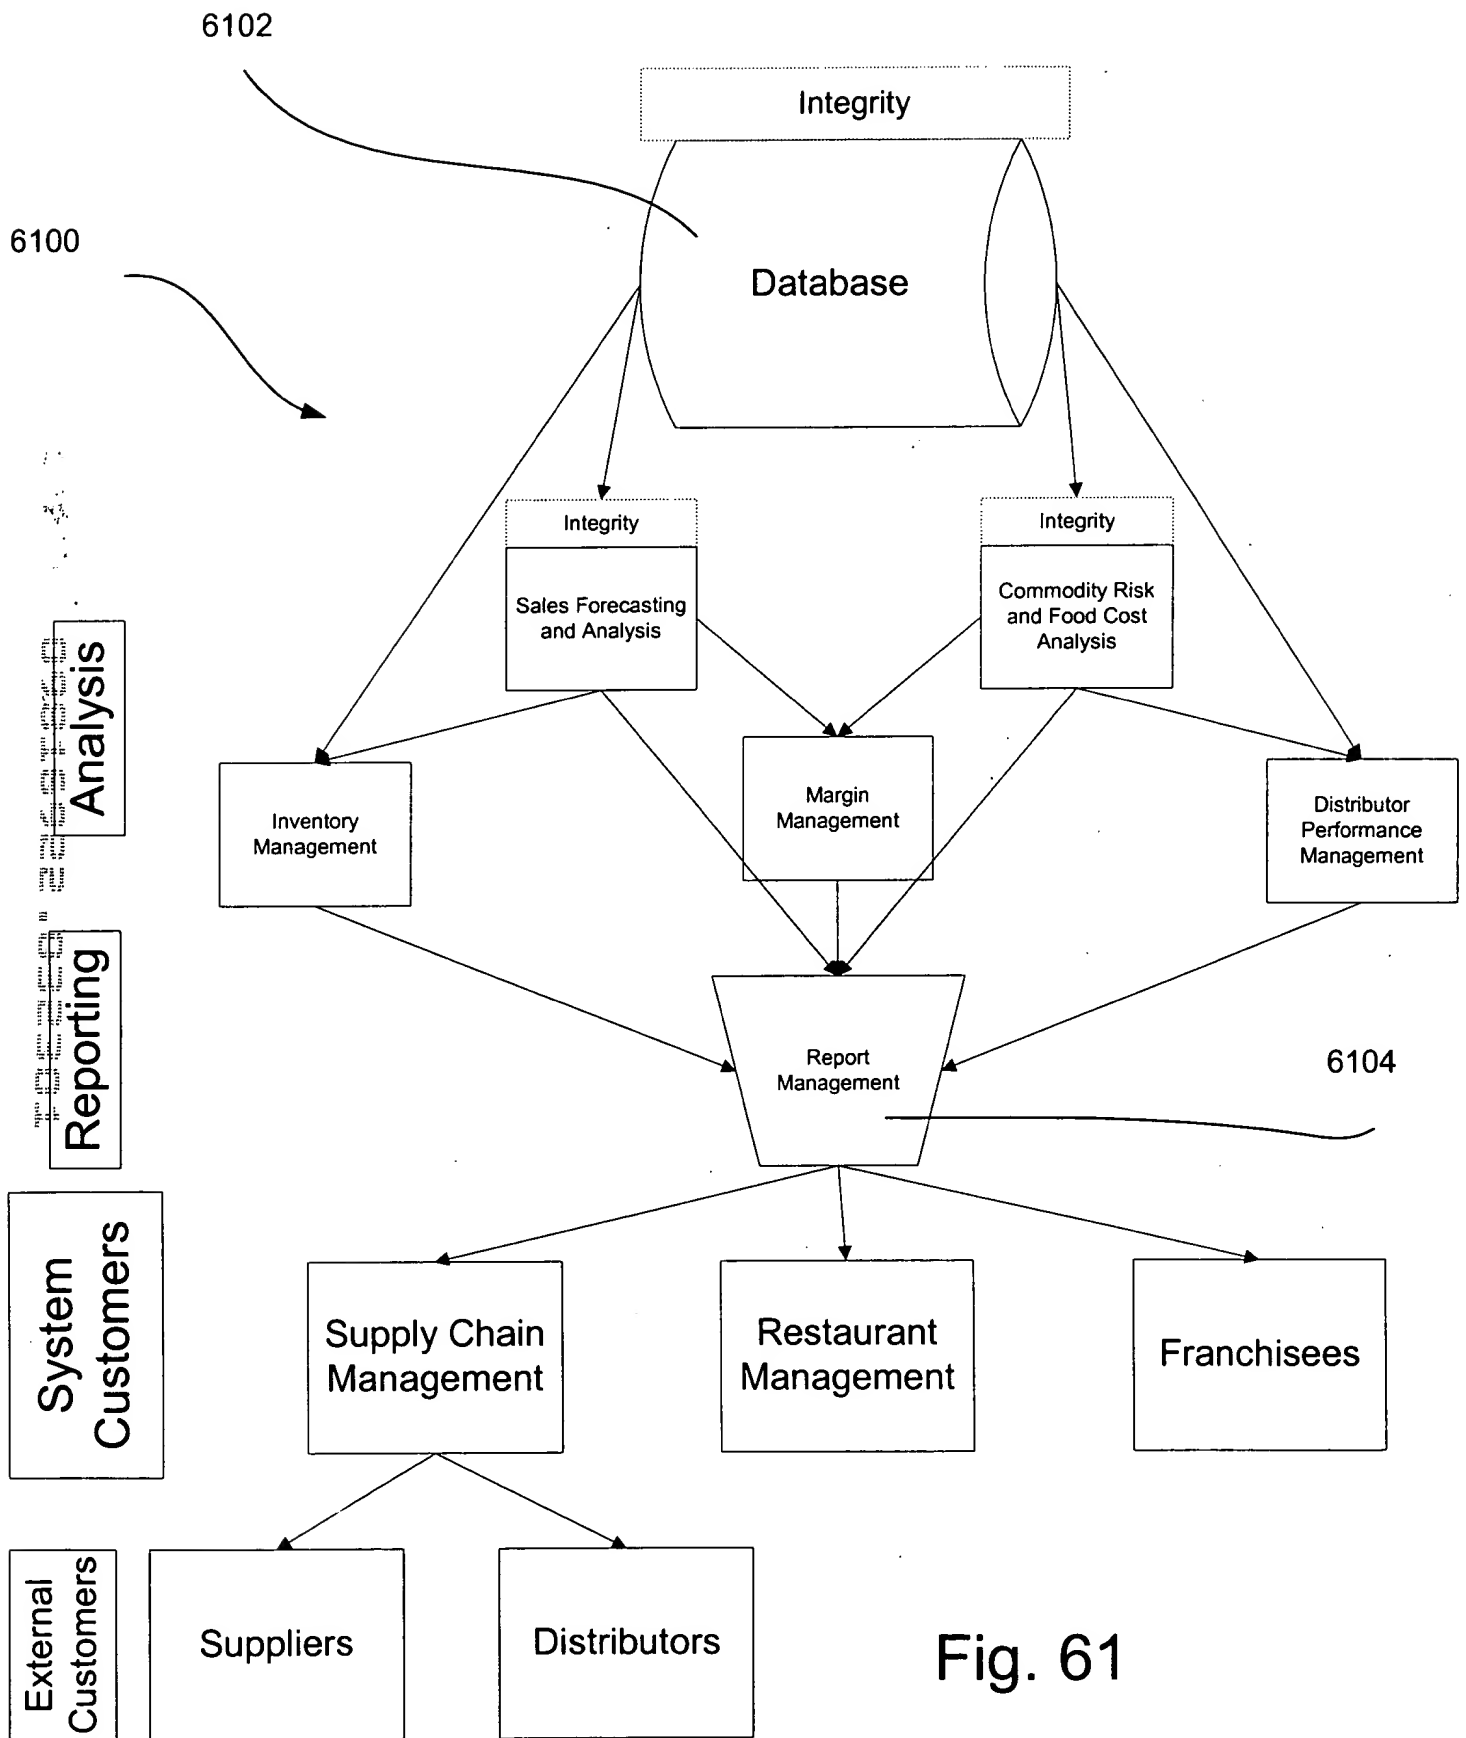 6102
Integrity
6100
Database
Integrity
Integrity
Sales Forecasting
and Analysis
Commodity Risk
and Food Cost
Analysis
Analysis
Inventory
Management
Margin
Management
Distributor
Performance
Management
Reporting
Report
Management
6104
System
Customers
Supply Chain
Management
Restaurant
Management
Franchisees
External
Customers
Suppliers
Distributors
Fig. 61